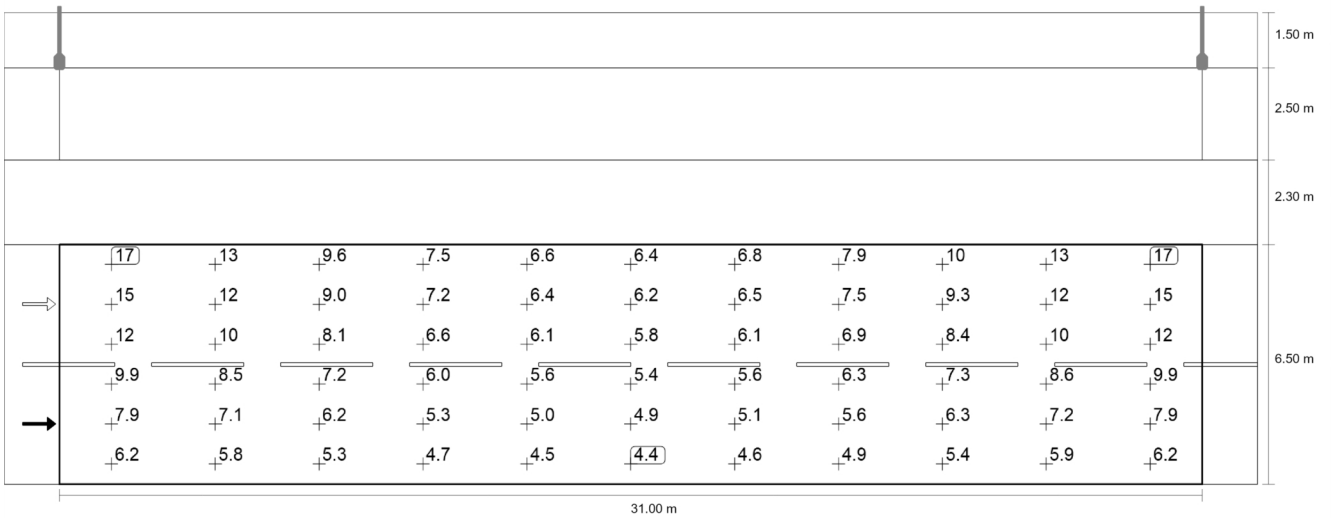 1.50 m
2.50 m
2.30 m
17 13 9.6 7.5 6.6 6.4 6.8 7.9 10 13 17
15 12 9.0 7.2 6.4 6.2 6.5 7.5 9.3 12 15
12 10 8.1 6.6 6.1 5.8 6.1 6.9 8.4 10 12
6.50 m
9.9 8.5 7.2 6.0 5.6 5.4 5.6 6.3 7.3 8.6 9.9
7.9 7.1 6.2 5.3 5.0 4.9 5.1 5.6 6.3 7.2 7.9
6.2 5.8 5.3 4.7 4.5 4.4 4.6 4.9 5.4 5.9 6.2
31.00 m